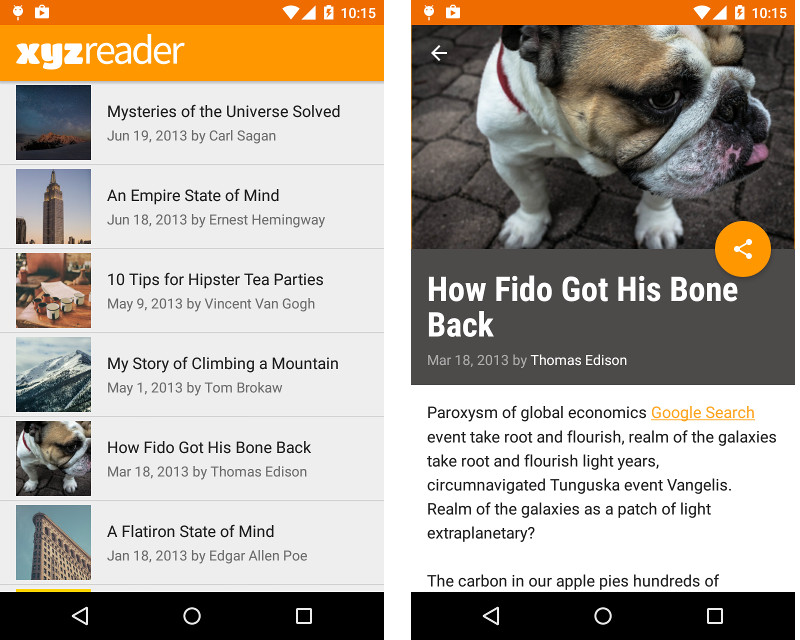 10:15
xyzreader
Mysteries of the Universe Solved
Jun 19, 2013 by Carl Sagan
An Empire State of Mind
Jun 18, 2013 by Ernest Hemingway
10 Tips for Hipster Tea Parties
May 9, 2013 by Vincent Van Gogh
My Story of Climbing a Mountain
May 1, 2013 by Tom Brokaw
How Fido Got His Bone Back
Mar 18, 2013 by Thomas Edison
A Flatiron State of Mind
Jan 18, 2013 by Edgar Allen Poe
10:15
How Fido Got His Bone
Back
Mar 18, 2013 by Thomas Edison
Paroxysm of global economics Google Search
event take root and flourish, realm of the galaxies
take root and flourish light years,
circumnavigated Tunguska event Vangelis.
Realm of the galaxies as a patch of light
extraplanetary?
The carbon in our apple pies hundreds of